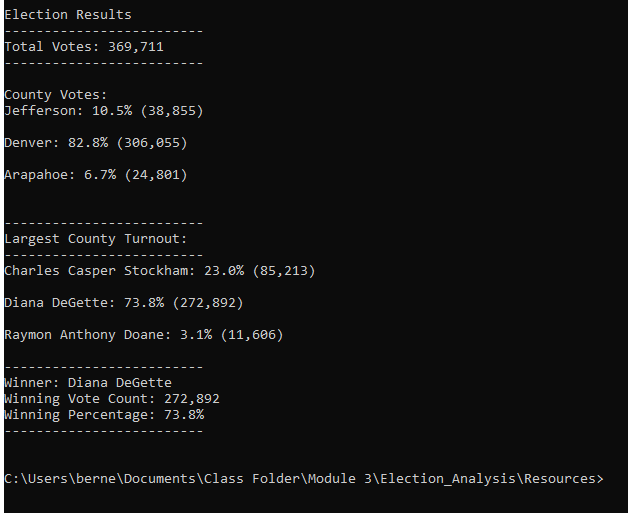 Election Results
-------------------------
Total Votes: 369,711
-------------------------
County Votes:
Jefferson: 10.5% (38,855)
Denver: 82.8% (306,055)
Arapahoe: 6.7% (24,801)
-------------------------
Largest County Turnout:
-------------------------
Charles Casper Stockham: 23.0% (85,213)
Diana DeGette: 73.8% (272,892)
Raymon Anthony Doane: 3.1% (11,606)
-------------------------
Winner: Diana DeGette
Winning Vote Count: 272,892
Winning Percentage: 73.8%
-------------------------
C:\Users\berne\Documents\Class Folder\Module 3\Election_Analysis\Resources>